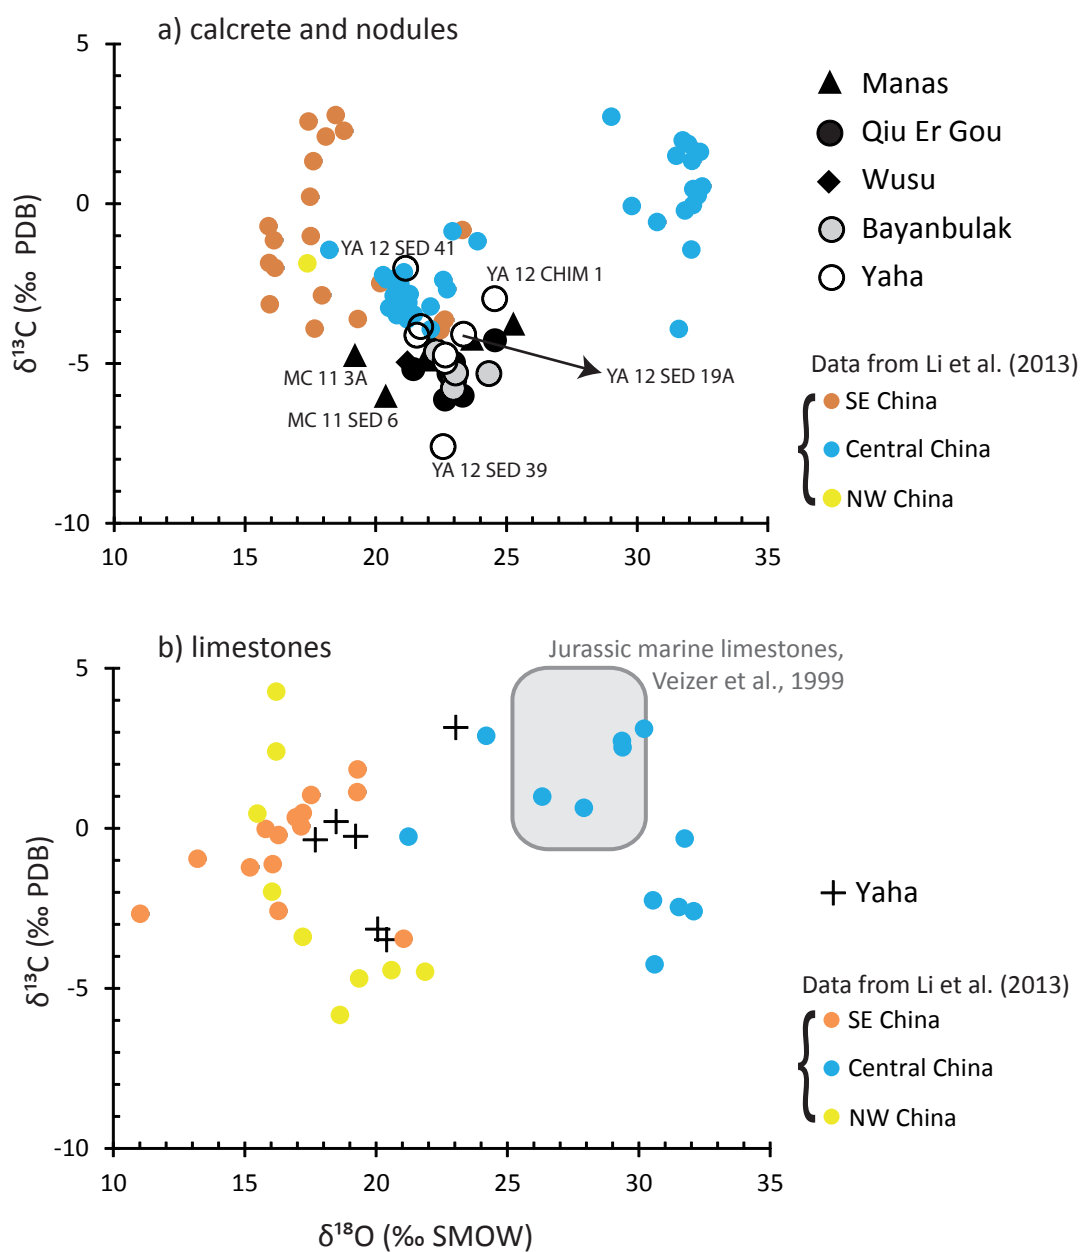 a) calcrete and nodules
5
0
-5
-10
δ¹³C (‰ PDB)
10 15 20 25 30 35
YA 12 SED 41
YA 12 CHIM 1
MC 11 3A
YA 12 SED 19A
MC 11 SED 6
YA 12 SED 39
Manas
Qiu Er Gou
Wusu
Bayanbulak
Yaha
Data from Li et al. (2013)
SE China
Central China
NW China
b) limestones
Jurassic marine limestones,
Veizer et al., 1999
5
0
-5
-10
δ¹³C (‰ PDB)
10 15 20 25 30 35
δ¹⁸O (‰ SMOW)
Yaha
Data from Li et al. (2013)
SE China
Central China
NW China